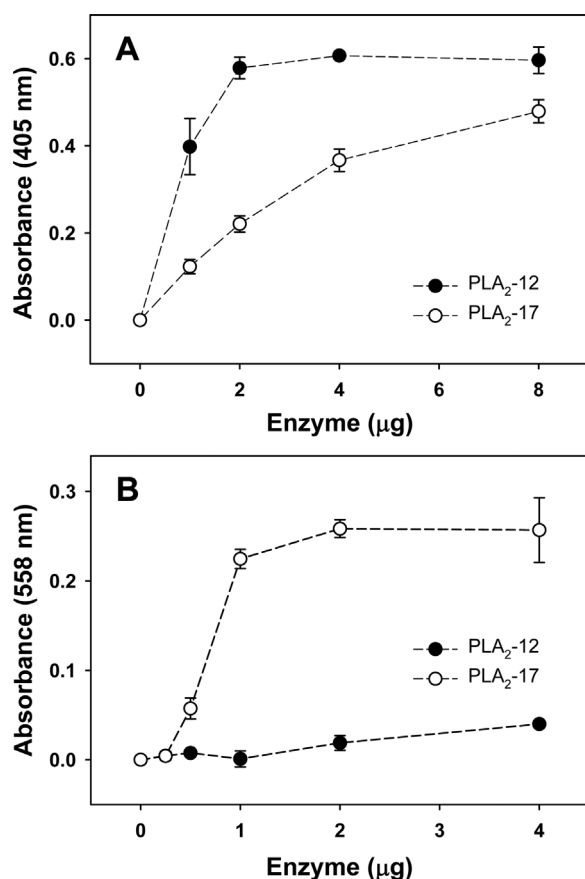 A
Absorbance (405 nm)
0.6
0.4
0.2
0.0
PLA₂-12
PLA₂-17
0 2 4 6 8
Enzyme (μg)
B
Absorbance (558 nm)
0.3
0.2
0.1
0.0
PLA₂-12
PLA₂-17
0 1 2 3 4
Enzyme (μg)